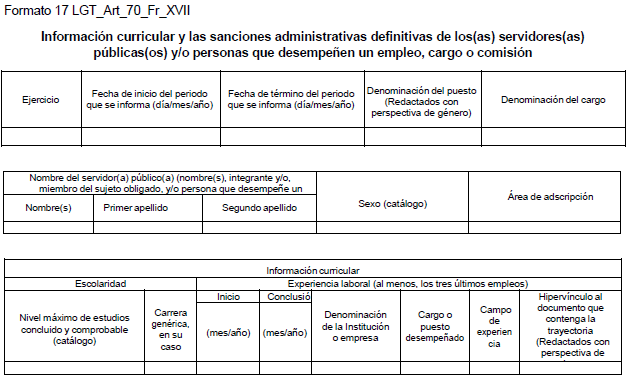 Formato 17 LGT_Art_70_Fr_XVII
Información curricular y las sanciones administrativas definitivas de los(as) servidores(as)
públicas(os) y/o personas que desempeñen un empleo, cargo o comisión
Ejercicio
Fecha de inicio del periodo
que se informa (día/mes/año)
Fecha de término del periodo
que se informa (día/mes/año)
Denominación del puesto
(Redactados con
perspectiva de género)
Denominación del cargo
Nombre del servidor(a) público(a) (nombre(s), integrante y/o,
miembro del sujeto obligado, y/o persona que desempeñe un
Nombre(s)
Primer apellido
Segundo apellido
Sexo (catálogo)
Área de adscripción
Información curricular
Escolaridad
Experiencia laboral (al menos, los tres últimos empleos)
Nivel máximo de estudios
concluido y comprobable
(catálogo)
Carrera
genérica,
en su
caso
Inicio
(mes/año)
Conclusió
(mes/año)
Denominación
de la Institución
o empresa
Cargo o
puesto
desempeñado
Campo
de
experien
cia
Hipervínculo al
documento que
contenga la
trayectoria
(Redactados con
perspectiva de